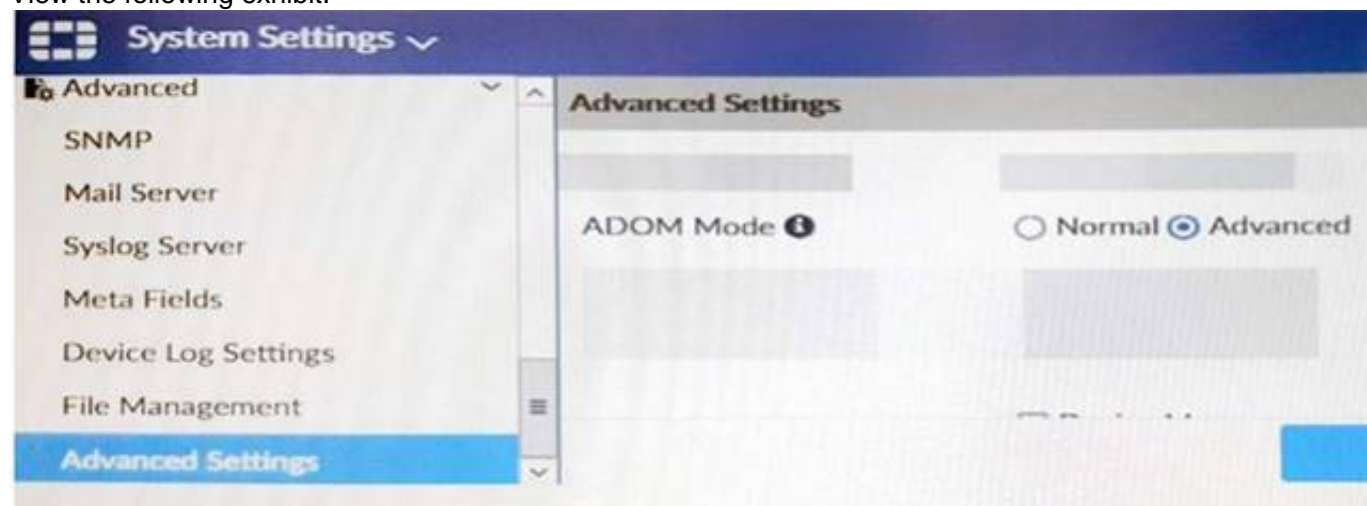 View the following exhibit.
System Settings
Advanced
Advanced Settings
SNMP
Mail Server
ADOM Mode
Normal Advanced
Syslog Server
Meta Fields
Device Log Settings
File Management
Advanced Settings